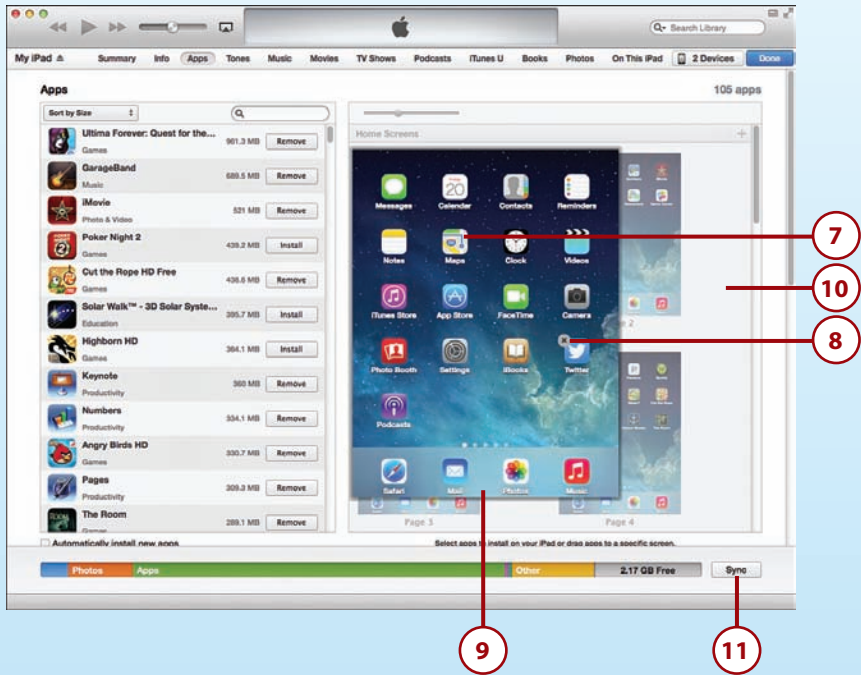 Search Library
My iPad Summary Info Apps Tones Music Movies TV Shows Podcasts iTunes U Books Photos On This iPad 2 Devices Done
Apps 105 apps
Sort by Size
Home Screens
Ultima Forever: Quest for the...
Games
961.3 MB Remove
GarageBand
Music
689.5 MB Remove
iMovie
Photo & Video
521 MB Remove
Poker Night 2
Games
439.2 MB Install
Cut the Rope HD Free
Games
Remove
Solar Walk™ - 3D Solar Syste...
Education
395.7 MB Install
Highborn HD
Games
364.1 MB Install
Keynote
Productivity
360 MB Remove
Numbers
Productivity
334.1 MB Remove
Angry Birds HD
Games
330.7 MB Remove
Pages
Productivity
309.3 MB Remove
The Room
Games
289.1 MB Remove
20
Messages Calendar Contacts Reminders
Notes Maps Clock Videos
iTunes Store App Store FaceTime Camera
Photo Booth Settings iBooks Twitter
Podcasts
Safari Mail Photos Music
Page 3 Page 4
Automatically install new apps
Select apps to install on your iPad or drag apps to a specific screen.
Photos Apps Other 2.17 GB Free Sync
7
10
8
9
11